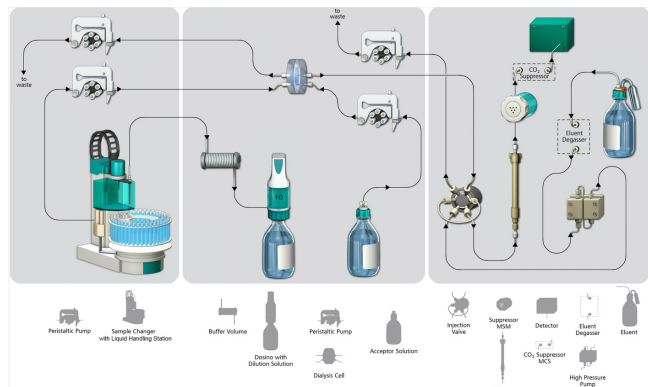 to
waste
to
waste
CO2
Suppressor
Eluent
Degasser
10
Peristaltic Pump
Sample Changer
with Liquid Handling Station
Buffer Volume
Dosino with
Dilution Solution
Peristaltic Pump
Dialysis Cell
Acceptor Solution
Injection
Valve
Suppressor
MSM
Detector
Eluent
Degasser
Eluent
CO2 Suppressor
MCS
High Pressure
Pump